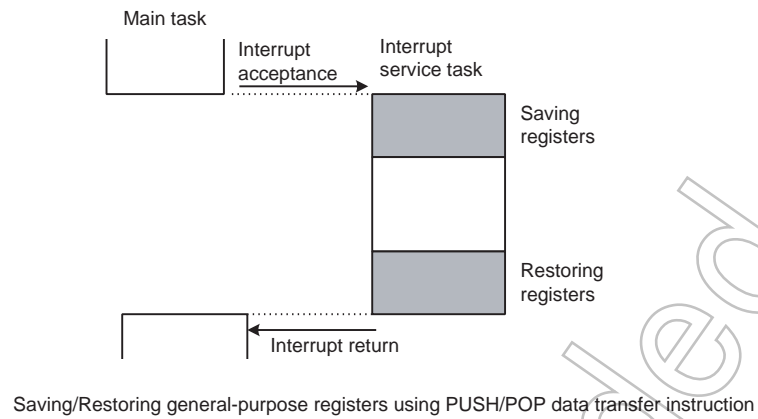 Main task
Interrupt
acceptance
Interrupt
service task
Saving
registers
Restoring
registers
Interrupt return
Saving/Restoring general-purpose registers using PUSH/POP data transfer instruction